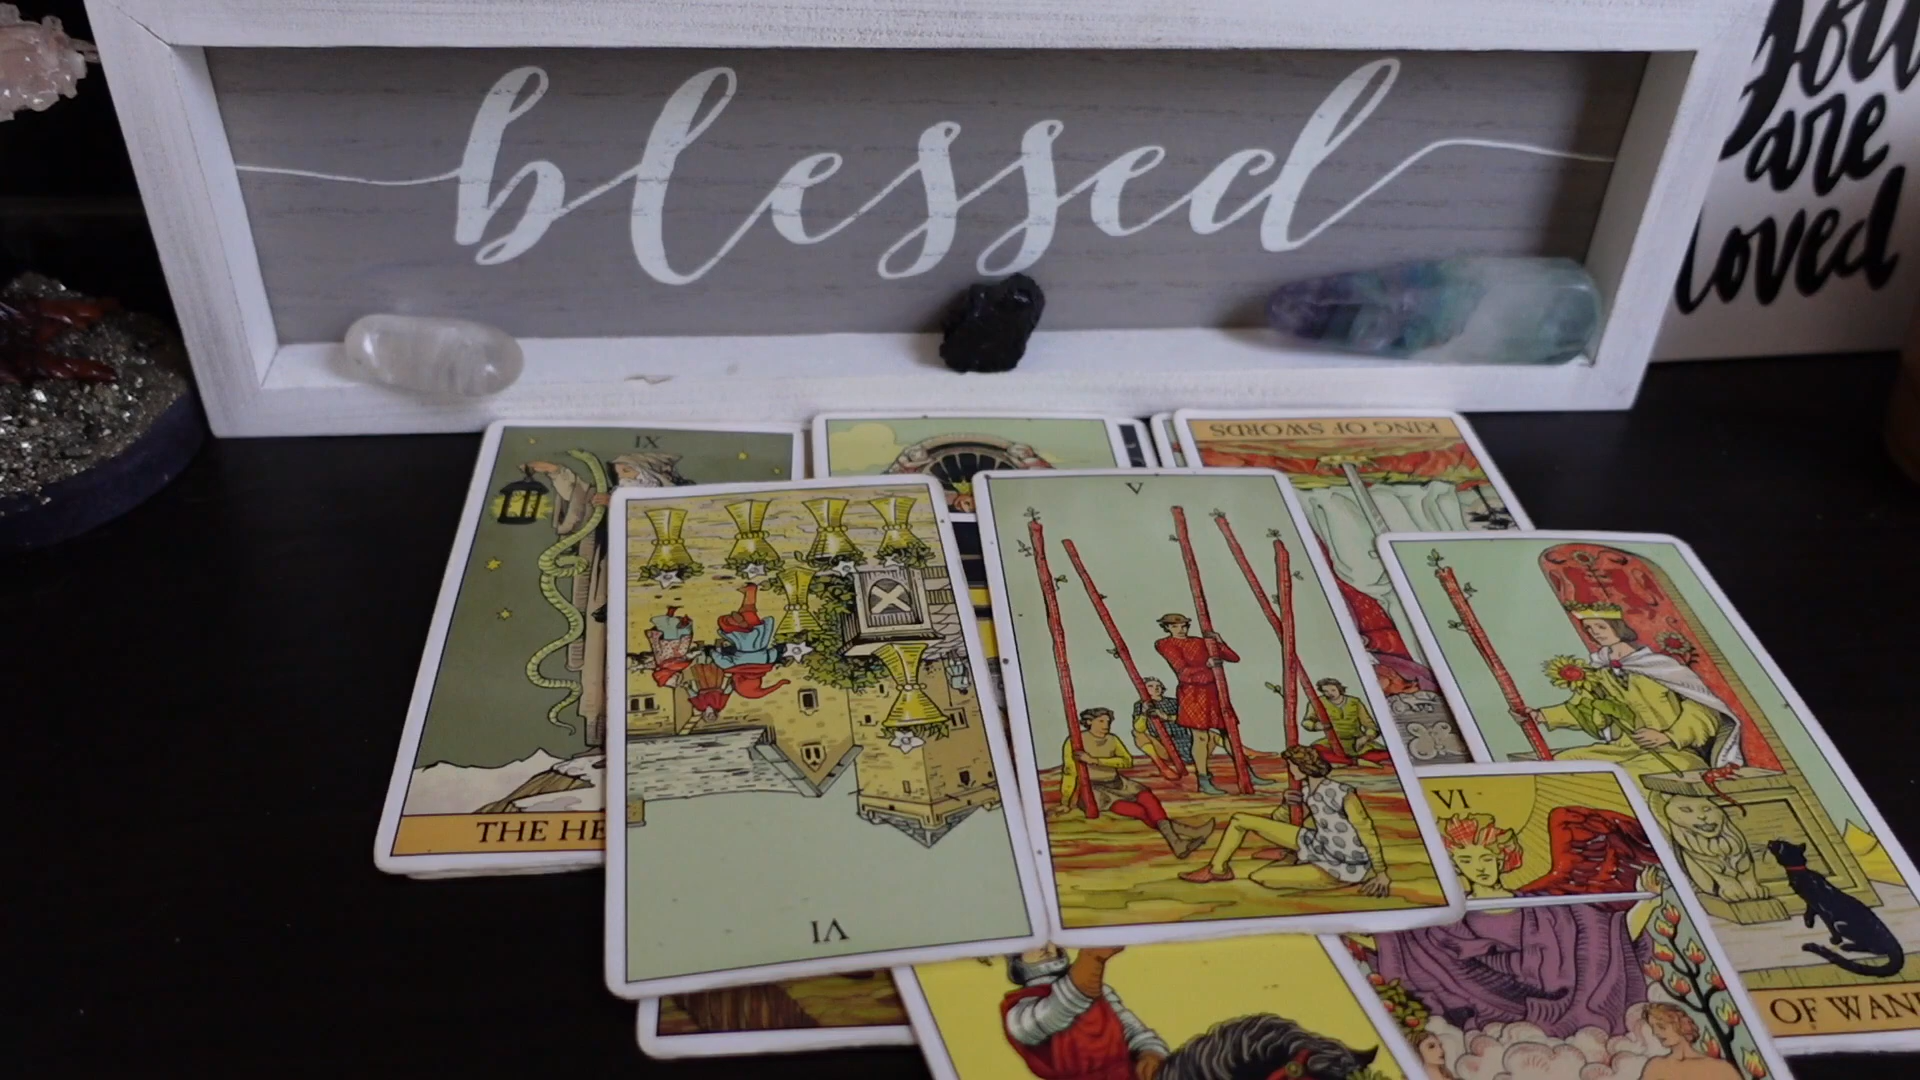 blessed
You
are
loved
IX
KING OF SWORDS
V
THE HE
VI
VI
OF WAN